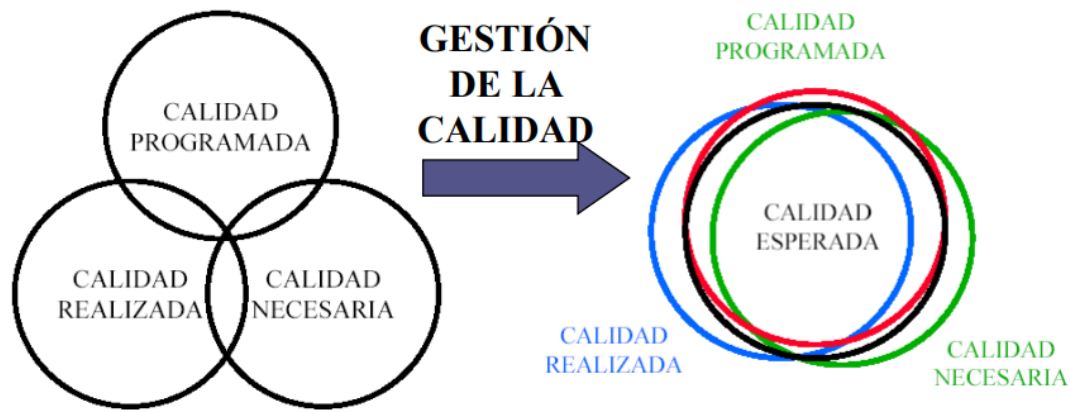 CALIDAD
PROGRAMADA
CALIDAD
REALIZADA
CALIDAD
NECESARIA
GESTIÓN
DE LA
CALIDAD
CALIDAD
PROGRAMADA
CALIDAD
ESPERADA
CALIDAD
REALIZADA
CALIDAD
NECESARIA